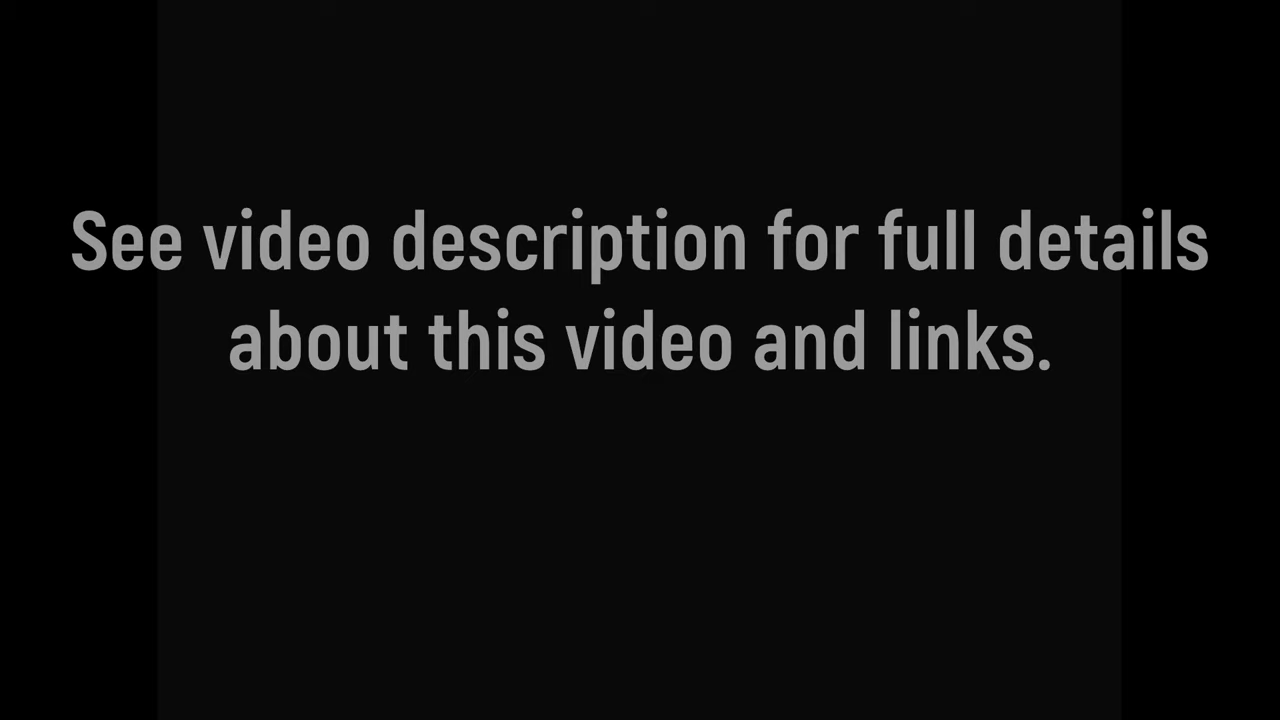 See video description for full details
about this video and links.